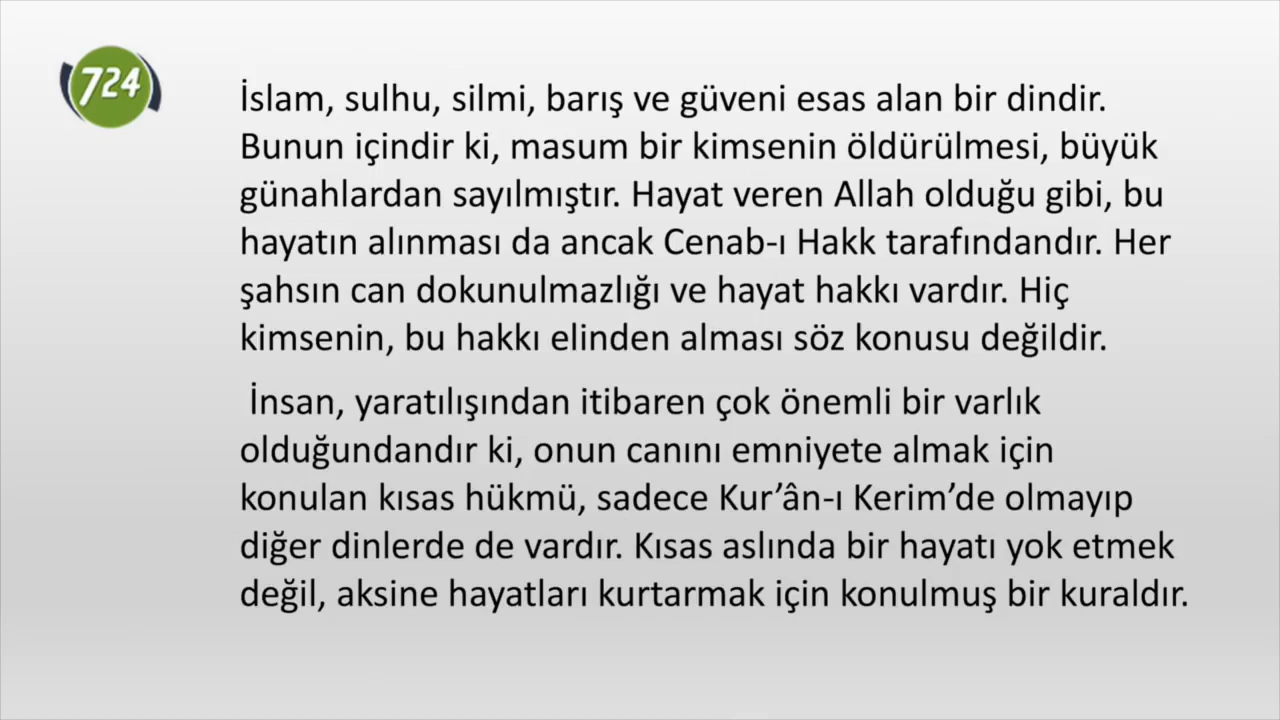 724
İslam, sulhu, silmi, barış ve güveni esas alan bir dindir.
Bunun içindir ki, masum bir kimsenin öldürülmesi, büyük
günahlardan sayılmıştır. Hayat veren Allah olduğu gibi, bu
hayatın alınması da ancak Cenab-ı Hakk tarafındandır. Her
şahsın can dokunulmazlığı ve hayat hakkı vardır. Hiç
kimsenin, bu hakkı elinden alması söz konusu değildir.
İnsan, yaratılışından itibaren çok önemli bir varlık
olduğundandır ki, onun canını emniyete almak için
konulan kısas hükmü, sadece Kur’ân-ı Kerim’de olmayıp
diğer dinlerde de vardır. Kısas aslında bir hayatı yok etmek
değil, aksine hayatları kurtarmak için konulmuş bir kuraldır.